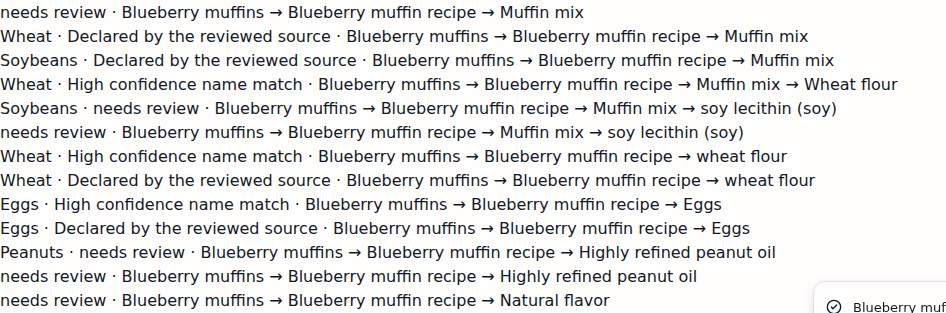 needs review · Blueberry muffins → Blueberry muffin recipe → Muffin mix
Wheat · Declared by the reviewed source · Blueberry muffins → Blueberry muffin recipe → Muffin mix
Soybeans · Declared by the reviewed source · Blueberry muffins → Blueberry muffin recipe → Muffin mix
Wheat · High confidence name match · Blueberry muffins → Blueberry muffin recipe → Muffin mix → Wheat flour
Soybeans · needs review · Blueberry muffins → Blueberry muffin recipe → Muffin mix → soy lecithin (soy)
needs review · Blueberry muffins → Blueberry muffin recipe → Muffin mix → soy lecithin (soy)
Wheat · High confidence name match · Blueberry muffins → Blueberry muffin recipe → wheat flour
Wheat · Declared by the reviewed source · Blueberry muffins → Blueberry muffin recipe → wheat flour
Eggs · High confidence name match · Blueberry muffins → Blueberry muffin recipe → Eggs
Eggs · Declared by the reviewed source · Blueberry muffins → Blueberry muffin recipe → Eggs
Peanuts · needs review · Blueberry muffins → Blueberry muffin recipe → Highly refined peanut oil
needs review · Blueberry muffins → Blueberry muffin recipe → Highly refined peanut oil
needs review · Blueberry muffins → Blueberry muffin recipe → Natural flavor
Blueberry muf